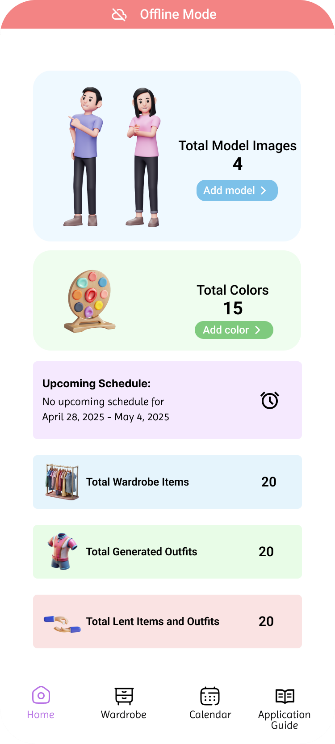 Offline Mode
Total Model Images
4
Add model
Total Colors
15
Add color
Upcoming Schedule:
No upcoming schedule for
April 28, 2025 - May 4, 2025
Total Wardrobe Items 20
Total Generated Outfits 20
Total Lent Items and Outfits 20
Home Wardrobe Calendar Application
Guide